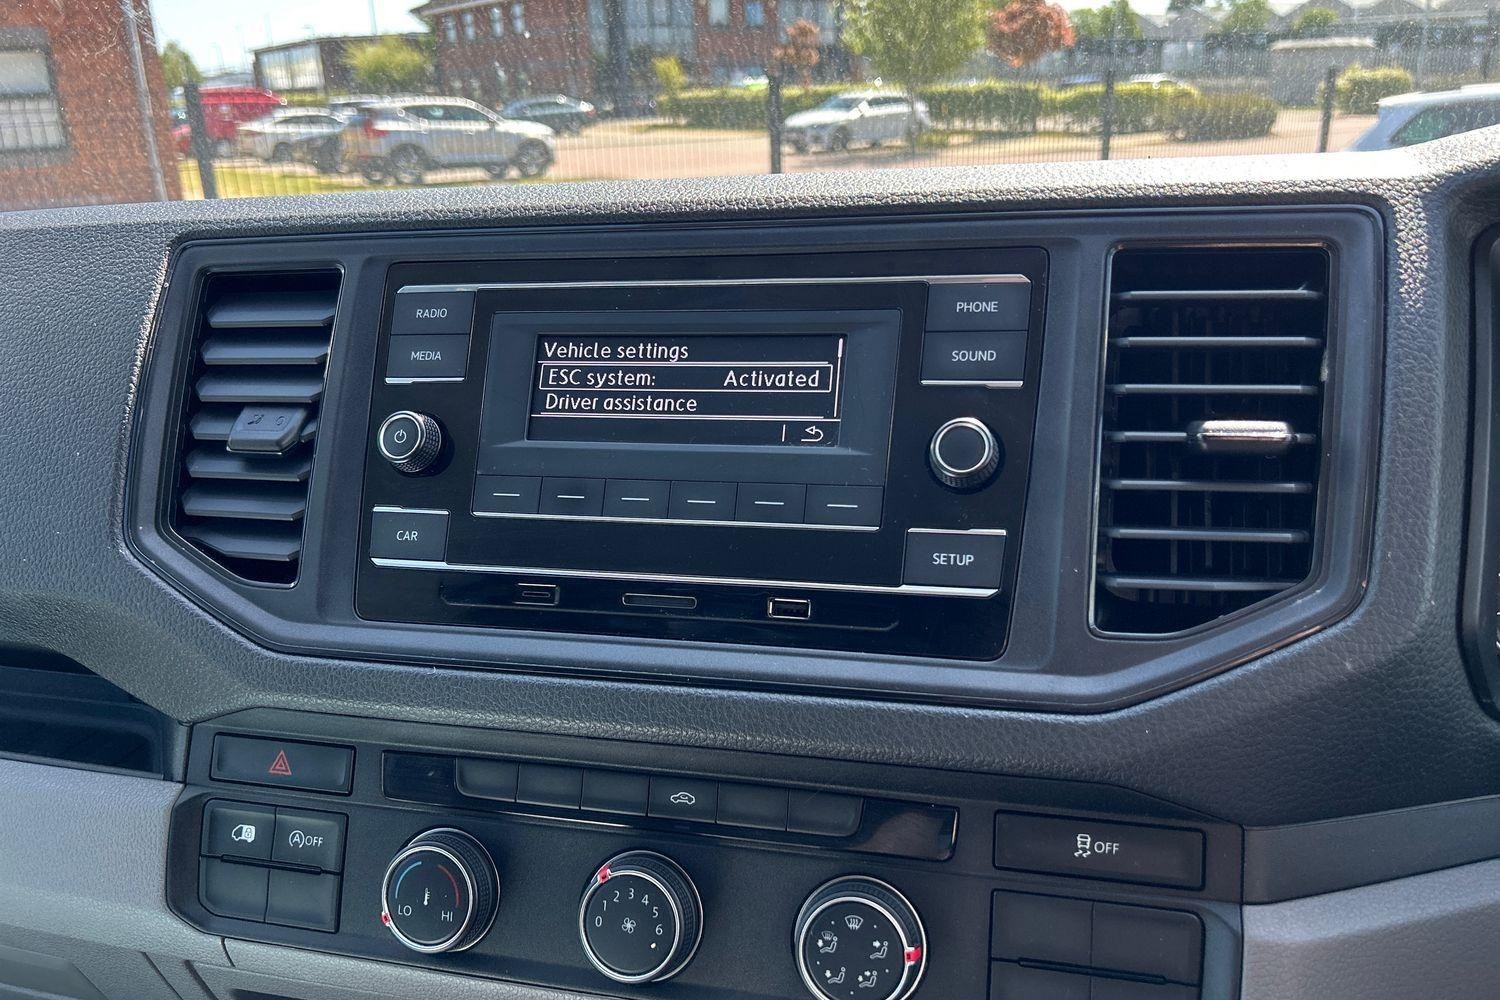 RADIO
MEDIA
PHONE
SOUND
Vehicle settings
ESC system: Activated
Driver assistance
CAR
SETUP
A OFF
OFF
LO HI
0 1 2 3 4 5 6